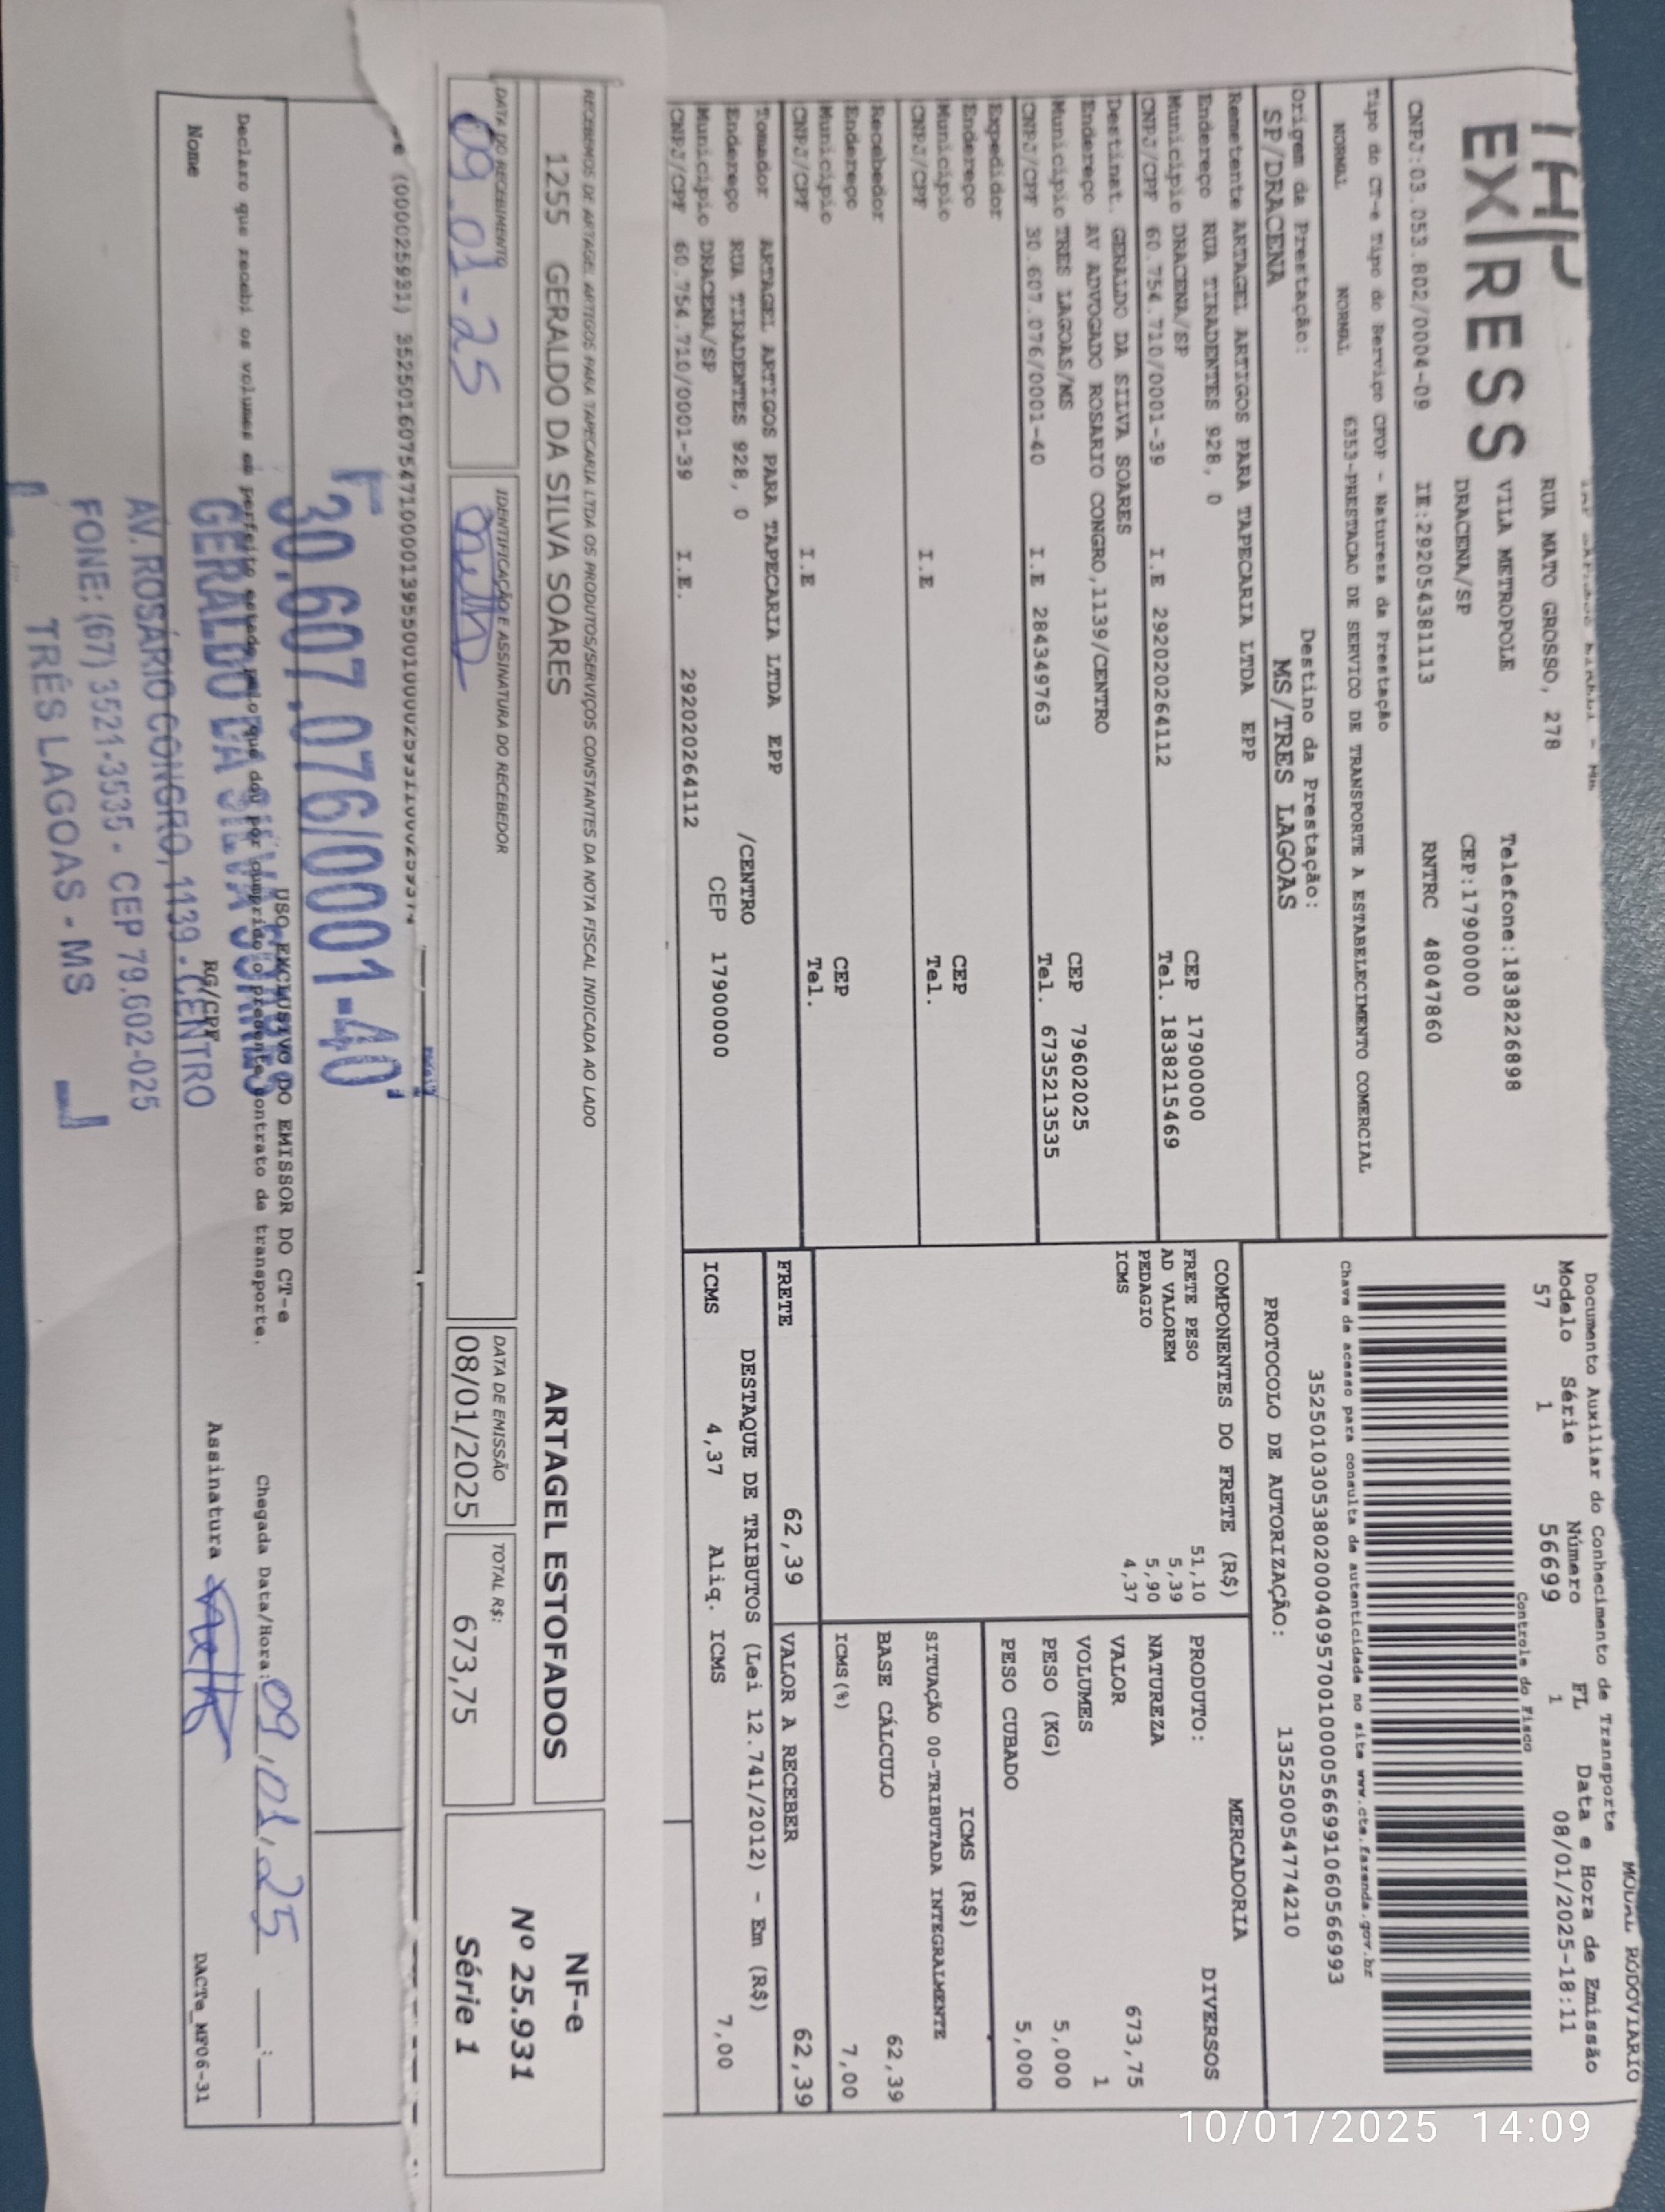 EXPRESS
RUA MATO GROSSO, 278
VILA METROPOLE Telefone:1838226898
DRACENA/SP CEP:17900000
CNPJ:03.053.802/0004-09 IE:292054381113 RNTRC 48047860
MODAL RODOVIARIO
Documento Auxiliar do Conhecimento de Transporte
Modelo Série Número FL Data e Hora de Emissão
57 1 56699 1 08/01/2025-18:11
Controle do Fisco
Tipo do CT-e Tipo do Serviço CFOP - Natureza da Prestação
NORMAL NORMAL 6353-PRESTACAO DE SERVICO DE TRANSPORTE A ESTABELECIMENTO COMERCIAL
Chave de acesso para consulta de autenticidade no site www.cte.fazenda.gov.br
35250103053802000409570010000566991060566993
Origem da Prestação: Destino da Prestação:
SP/DRACENA MS/TRES LAGOAS
PROTOCOLO DE AUTORIZAÇÃO: 135250054774210
Remetente ARTAGEL ARTIGOS PARA TAPECARIA LTDA EPP
Endereço RUA TIRADENTES 928, 0
Município DRACENA/SP CEP 17900000
CNPJ/CPF 60.754.710/0001-39 I.E 292020264112 Tel. 1838215469
Destinat. GERALDO DA SILVA SOARES
Endereço AV ADVOGADO ROSARIO CONGRO,1139/CENTRO
Município TRES LAGOAS/MS CEP 79602025
CNPJ/CPF 30.607.076/0001-40 I.E 284349763 Tel. 6735213535
Expedidor
Endereço
Município CEP
CNPJ/CPF I.E Tel.
Recebedor
Endereço
Município CEP
CNPJ/CPF I.E Tel.
Tomador ARTAGEL ARTIGOS PARA TAPECARIA LTDA EPP
Endereço RUA TIRADENTES 928, 0 /CENTRO
Município DRACENA/SP CEP 17900000
CNPJ/CPF 60.754.710/0001-39 I.E. 292020264112
COMPONENTES DO FRETE (R$)
FRETE PESO 51,10
AD VALOREM 5,39
PEDAGIO 5,90
ICMS 4,37
MERCADORIA
PRODUTO: DIVERSOS
NATUREZA
VALOR 673,75
VOLUMES 1
PESO (KG) 5,000
PESO CUBADO 5,000
ICMS (R$)
SITUAÇÃO 00-TRIBUTADA INTEGRALMENTE
BASE CÁLCULO 62,39
ICMS(%) 7,00
FRETE 62,39 VALOR A RECEBER 62,39
DESTAQUE DE TRIBUTOS (Lei 12.741/2012) - Em (R$)
ICMS 4,37 Aliq. ICMS 7,00
RECEBEMOS DE ARTAGEL ARTIGOS PARA TAPECARIA LTDA OS PRODUTOS/SERVIÇOS CONSTANTES DA NOTA FISCAL INDICADA AO LADO
1255 GERALDO DA SILVA SOARES ARTAGEL ESTOFADOS
DATA DO RECEBIMENTO IDENTIFICAÇÃO E ASSINATURA DO RECEBEDOR DATA DE EMISSÃO TOTAL R$:
09.01-25 08/01/2025 673,75
NF-e
Nº 25.931
Série 1
USO EXCLUSIVO DO EMISSOR DO CT-e
Declaro que recebi os volumes em perfeito estado pelo que dou por cumprido o presente contrato de transporte.
Chegada Data/Hora: 09,01,25 __:__
Nome RG/CPF Assinatura
DACTe_MF06-31
30.607.076/0001-40
GERALDO DA SILVA SOARES
AV. ROSÁRIO CONGRO, 1139 - CENTRO
FONE: (67) 3521-3535 - CEP 79.602-025
TRÊS LAGOAS - MS
10/01/2025 14:09